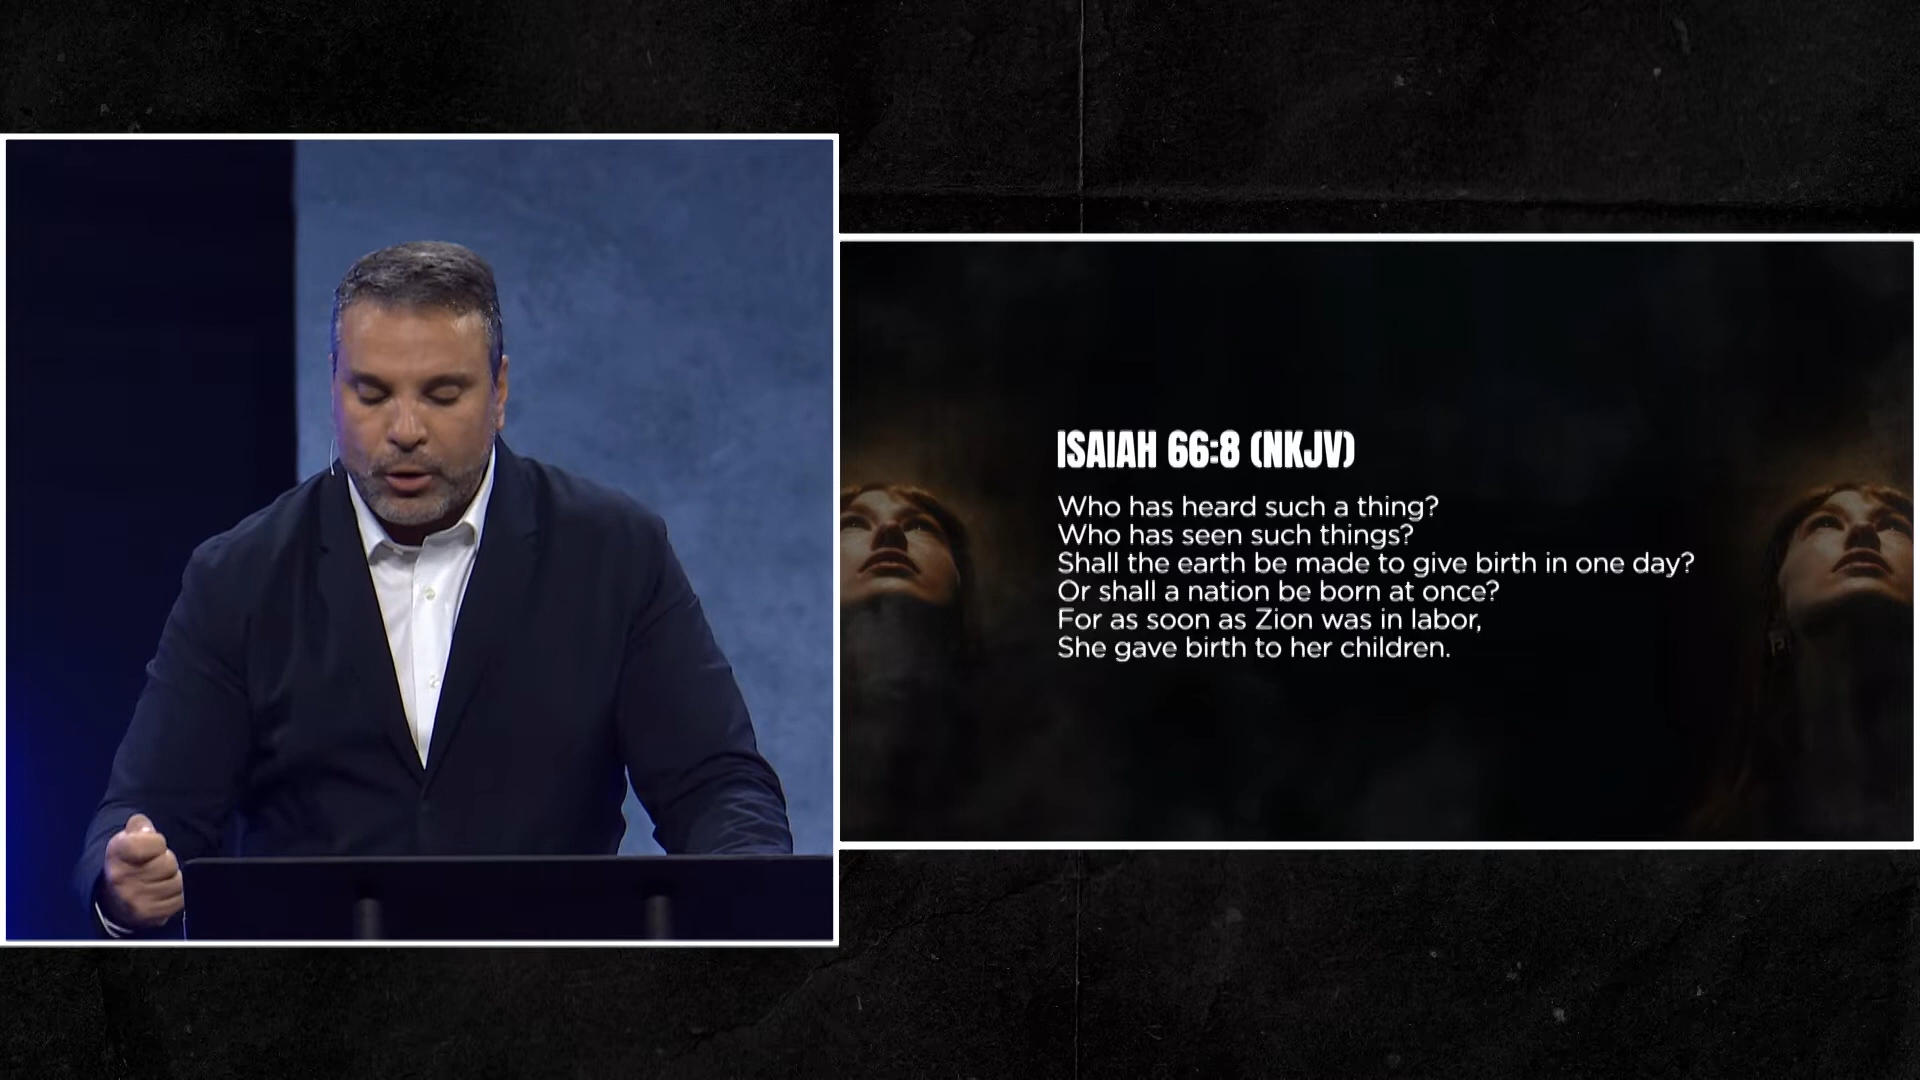 ISAIAH 66:8 (NKJV)
Who has heard such a thing?
Who has seen such things?
Shall the earth be made to give birth in one day?
Or shall a nation be born at once?
For as soon as Zion was in labor,
She gave birth to her children.